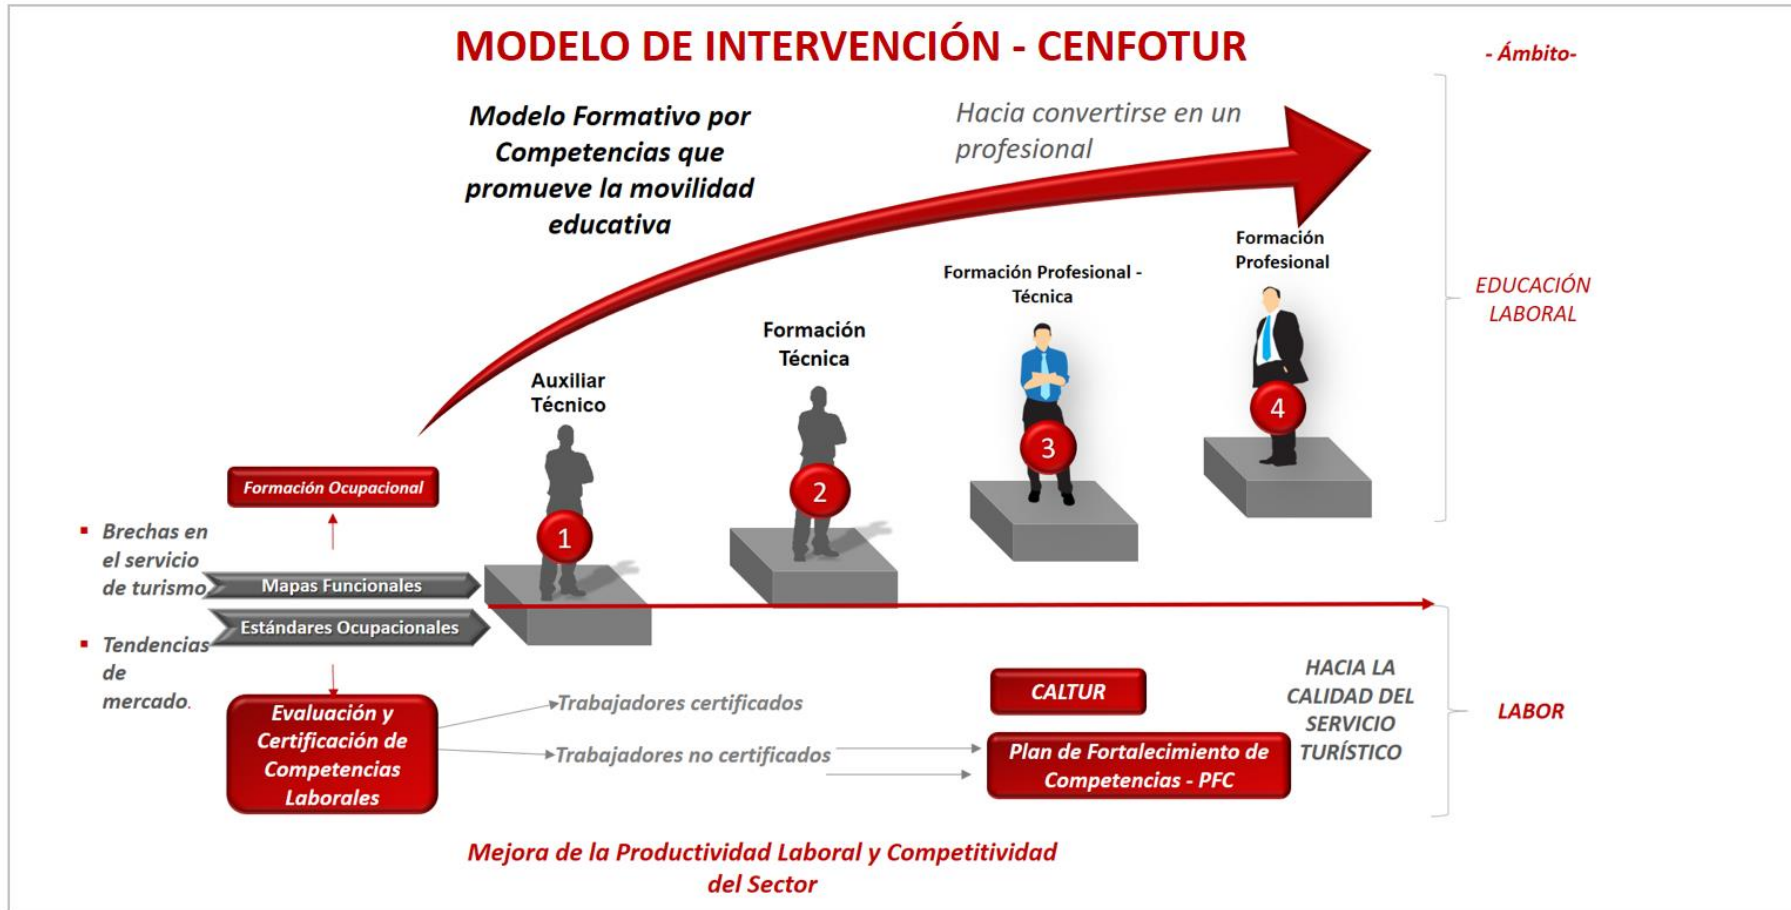 MODELO DE INTERVENCIÓN - CENFOTUR
- Ámbito-
Modelo Formativo por
Competencias que
promueve la movilidad
educativa
Hacia convertirse en un
profesional
Formación
Profesional
Formación Profesional -
Técnica
Formación
Técnica
Auxiliar
Técnico
EDUCACIÓN
LABORAL
4
3
2
1
Formación Ocupacional
▪ Brechas en
el servicio
de turismo
Mapas Funcionales
Estándares Ocupacionales
▪ Tendencias
de
mercado.
Evaluación y
Certificación de
Competencias
Laborales
Trabajadores certificados
Trabajadores no certificados
CALTUR
Plan de Fortalecimiento de
Competencias - PFC
HACIA LA
CALIDAD DEL
SERVICIO
TURÍSTICO
LABOR
Mejora de la Productividad Laboral y Competitividad
del Sector